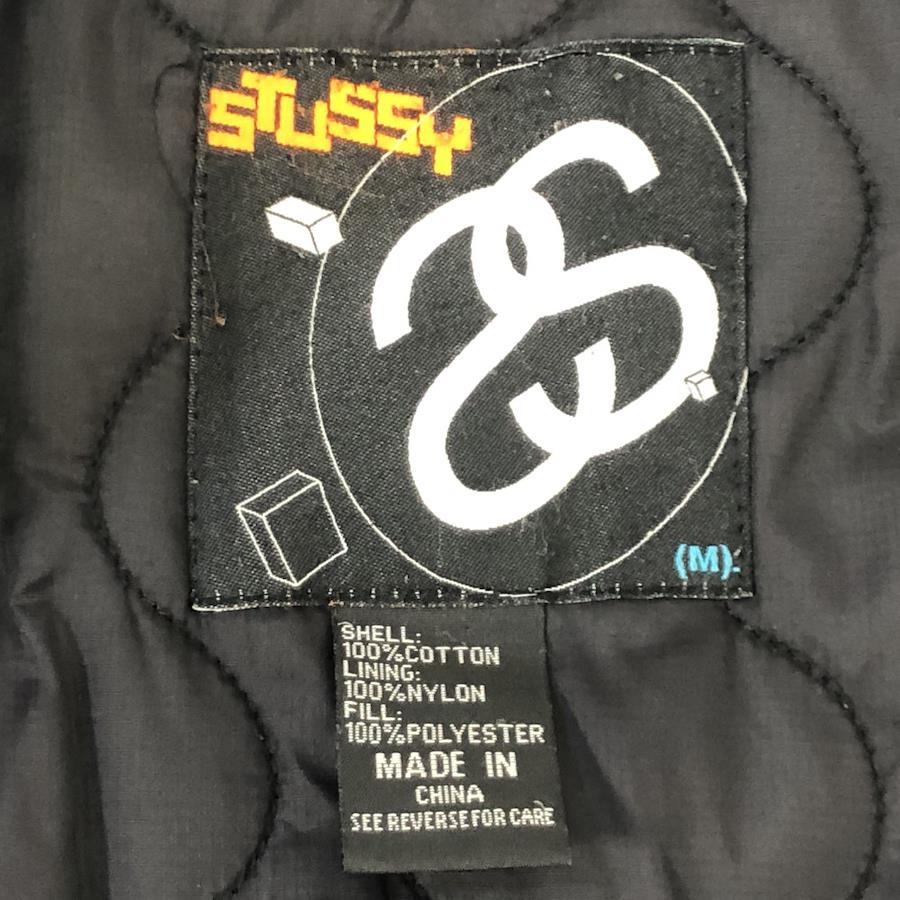 STUSSY
(M).
SHELL:
100%COTTON
LINING:
100%NYLON
FILL:
100%POLYESTER
MADE IN
CHINA
SEE REVERSE FOR CARE